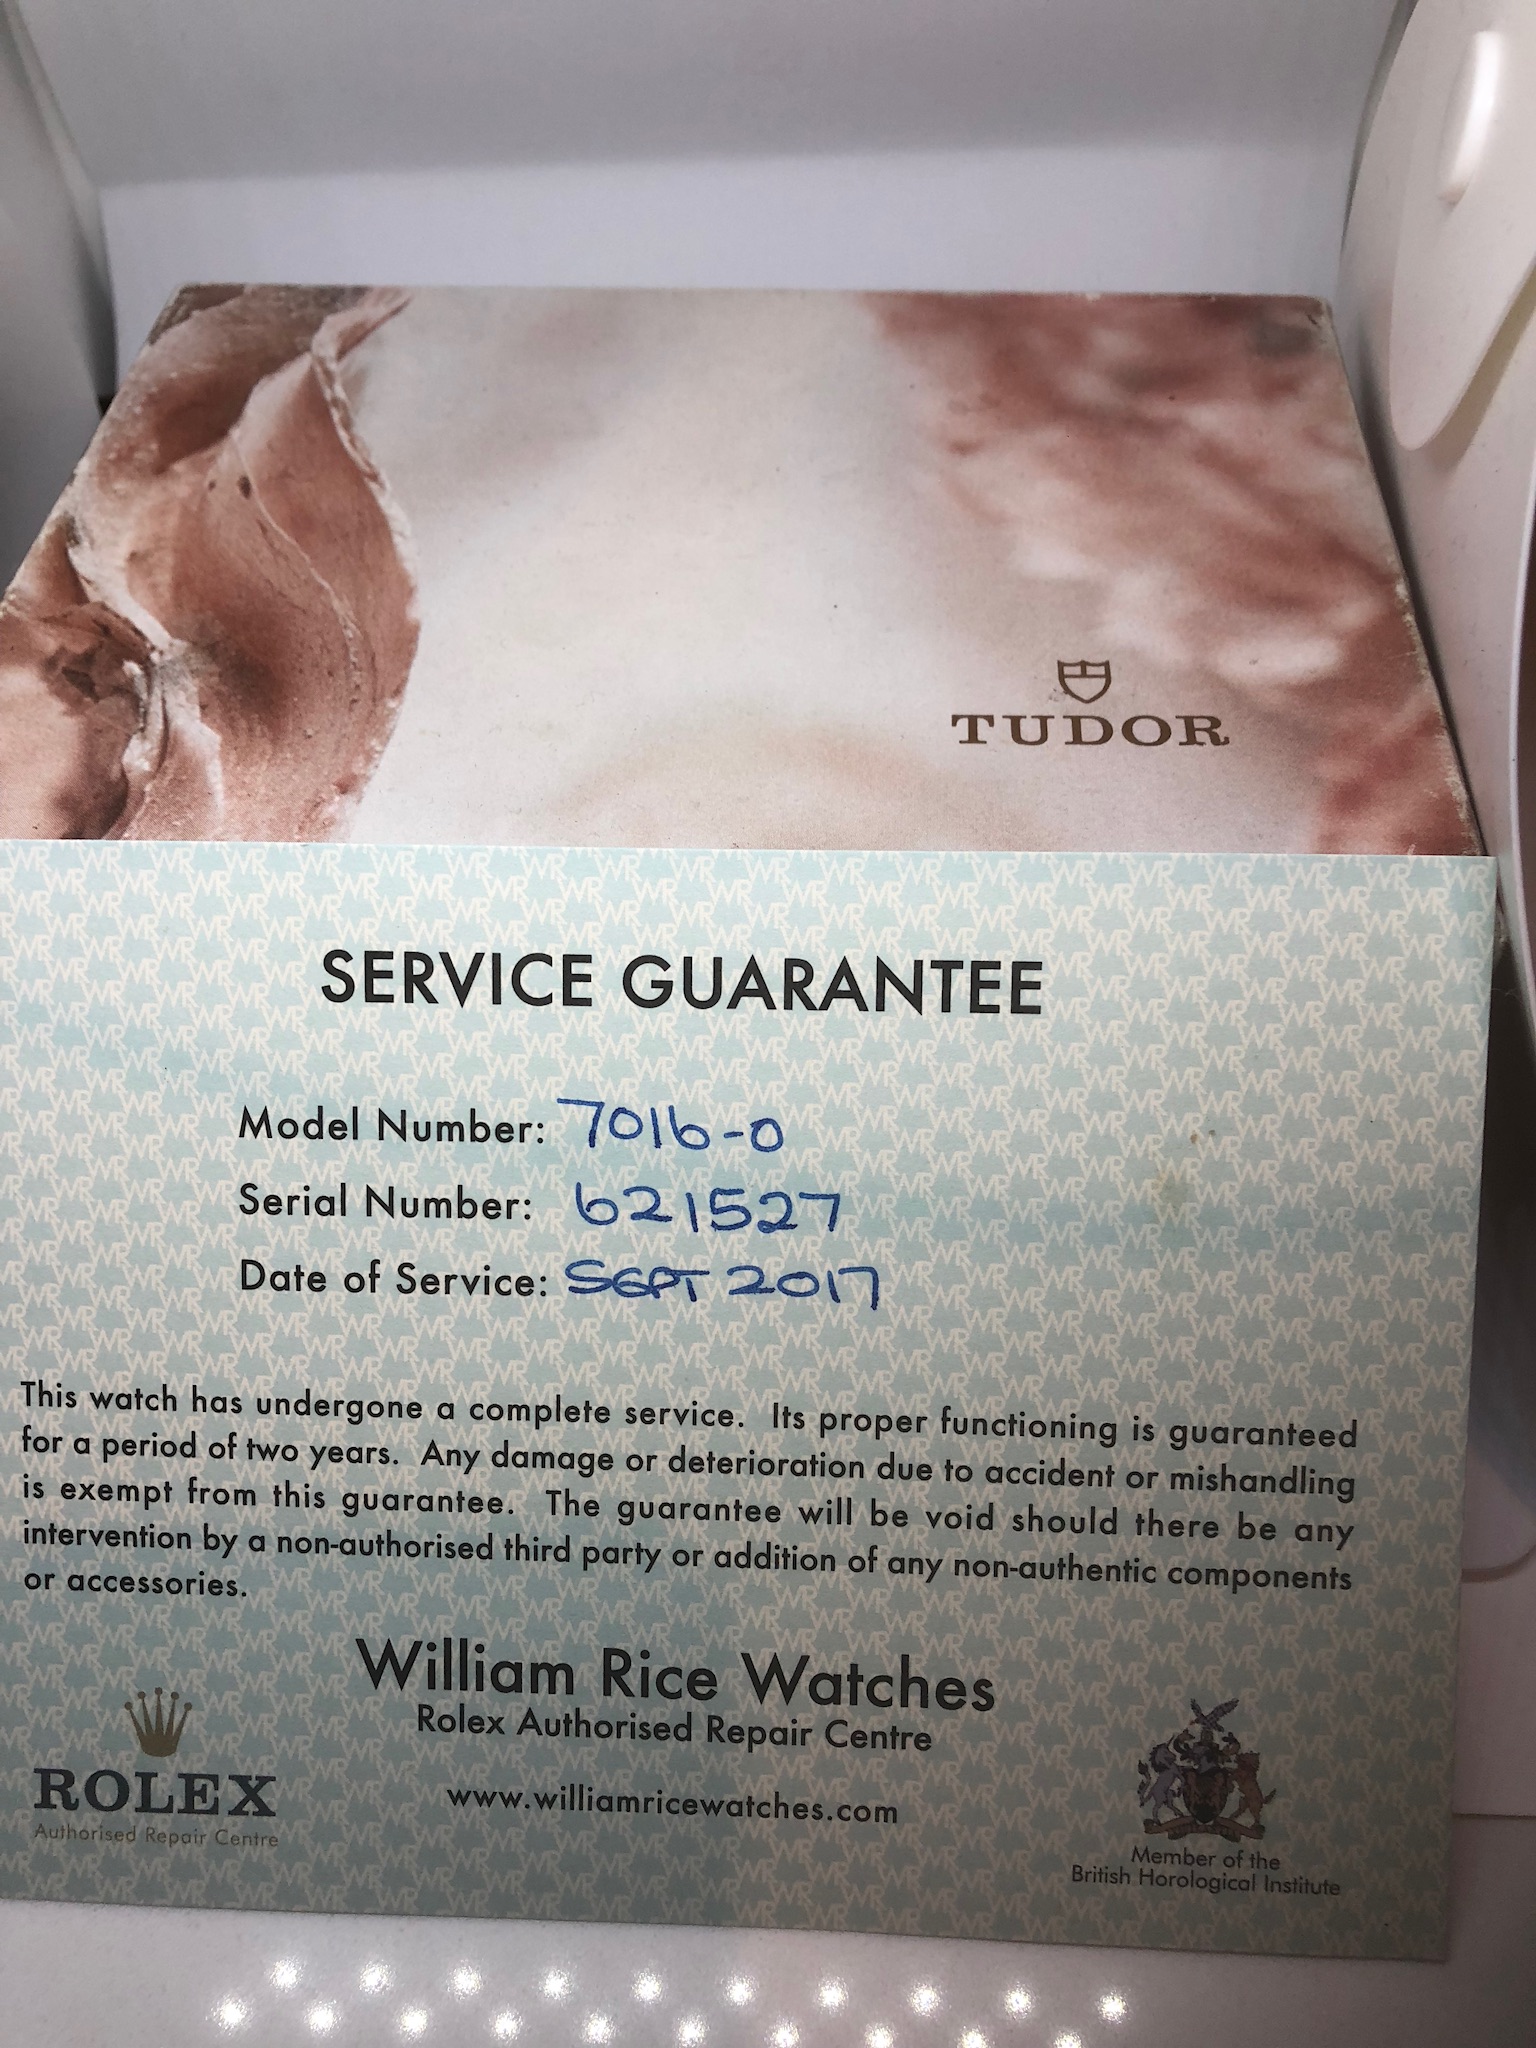 TUDOR
SERVICE GUARANTEE
Model Number: 7016-0
Serial Number: 621527
Date of Service: SEPT 2017
This watch has undergone a complete service. Its proper functioning is guaranteed
for a period of two years. Any damage or deterioration due to accident or mishandling
is exempt from this guarantee. The guarantee will be void should there be any
intervention by a non-authorised third party or addition of any non-authentic components
or accessories.
William Rice Watches
Rolex Authorised Repair Centre
www.williamricewatches.com
ROLEX
Authorised Repair Centre
Member of the
British Horological Institute